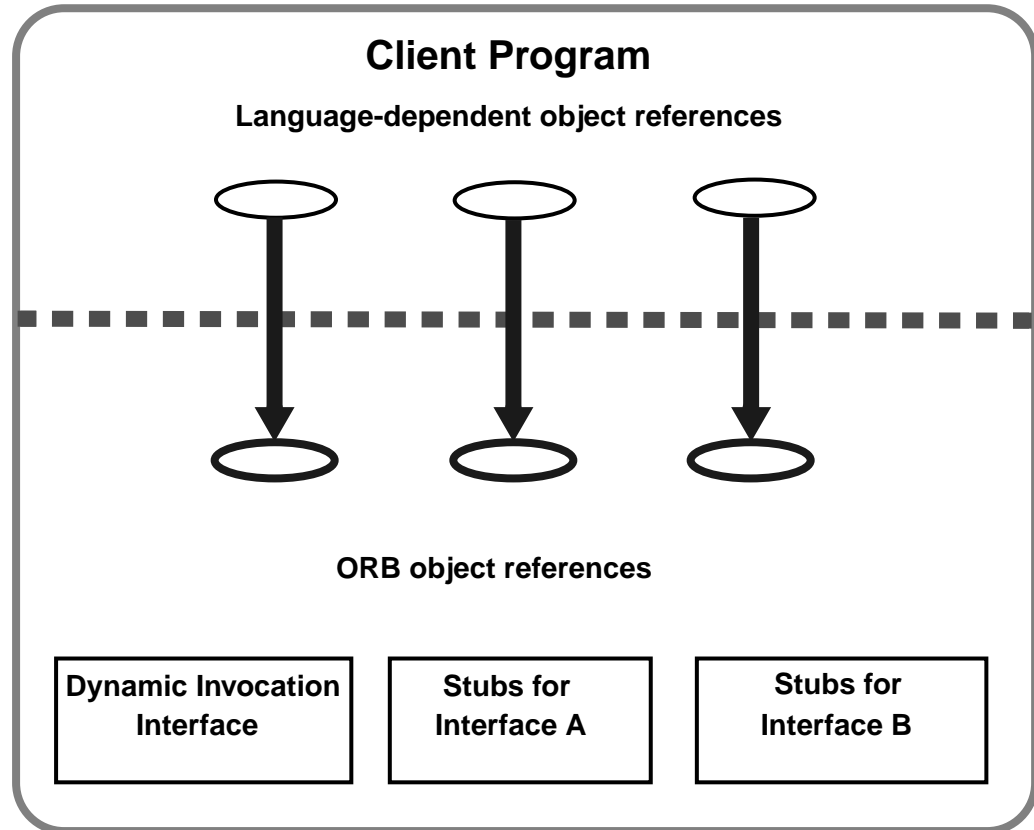 Client Program
Language-dependent object references
ORB object references
Dynamic Invocation
Interface
Stubs for
Interface A
Stubs for
Interface B